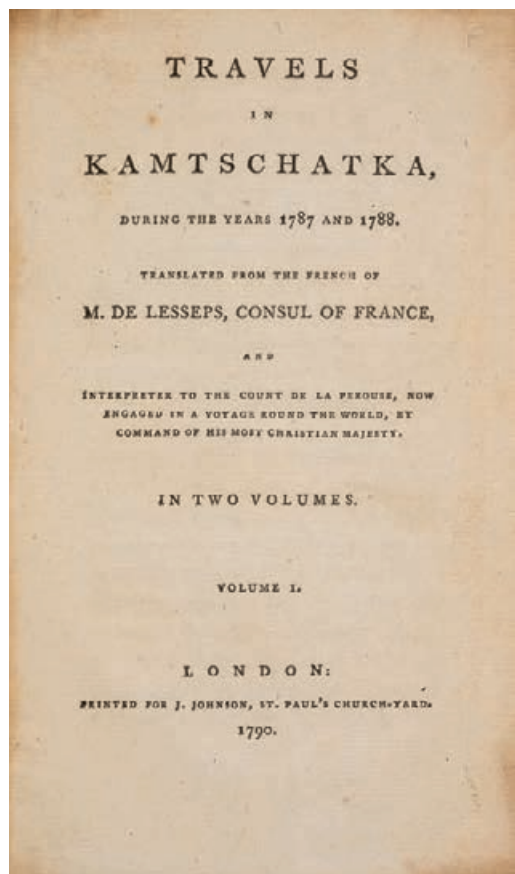 TRAVELS
IN
KAMTSCHATKA,
DURING THE YEARS 1787 AND 1788.
TRANSLATED FROM THE FRENCH OF
M. DE LESSEPS, CONSUL OF FRANCE,
AND
INTERPRETER TO THE COUNT DE LA PEROUSE, NOW
ENGAGED IN A VOYAGE ROUND THE WORLD, BY
COMMAND OF HIS MOST CHRISTIAN MAJESTY.
IN TWO VOLUMES.
VOLUME I.
LONDON:
PRINTED FOR J. JOHNSON, ST. PAUL'S CHURCH-YARD.
1790.